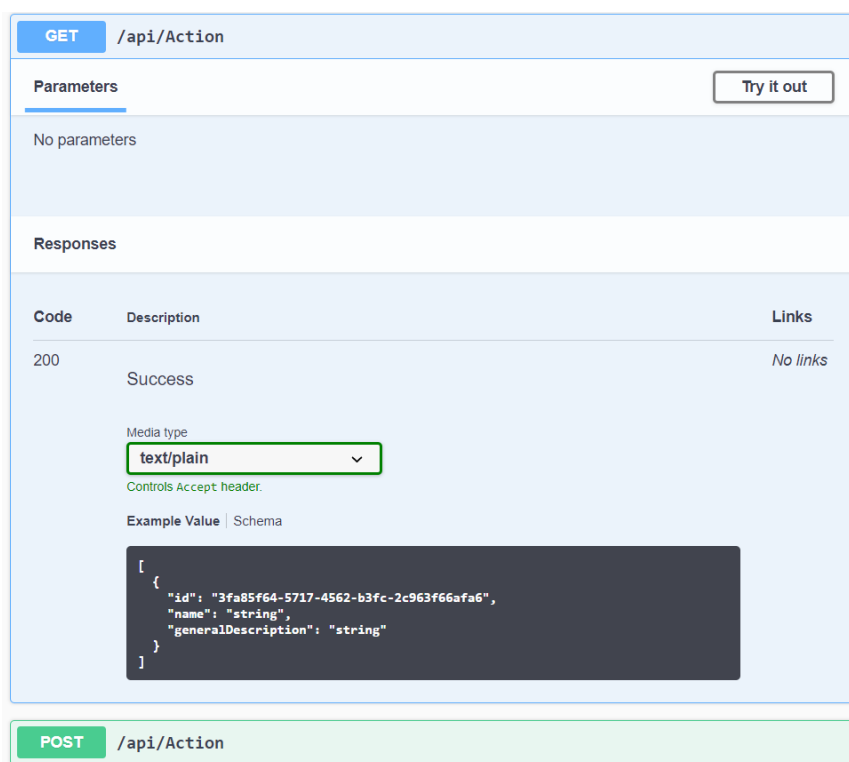 GET /api/Action
Parameters Try it out
No parameters
Responses
Code Description Links
200 Success No links
Media type
text/plain
Controls Accept header.
Example Value Schema
[
  {
    "id": "3fa85f64-5717-4562-b3fc-2c963f66afa6",
    "name": "string",
    "generalDescription": "string"
  }
]
POST /api/Action